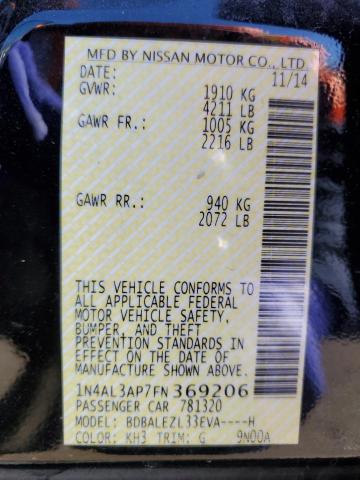 MFD BY NISSAN MOTOR CO., LTD
DATE: 11/14
GVWR: 1910 KG
4211 LB
GAWR FR.: 1005 KG
2216 LB
GAWR RR.: 940 KG
2072 LB
THIS VEHICLE CONFORMS TO
ALL APPLICABLE FEDERAL
MOTOR VEHICLE SAFETY,
BUMPER, AND THEFT
PREVENTION STANDARDS IN
EFFECT ON THE DATE OF
MANUFACTURE SHOWN ABOVE.
1N4AL3AP7FN369206
PASSENGER CAR 781320
MODEL: BDBALEZL33EVA----H
COLOR: KH3 TRIM: G 9N00A